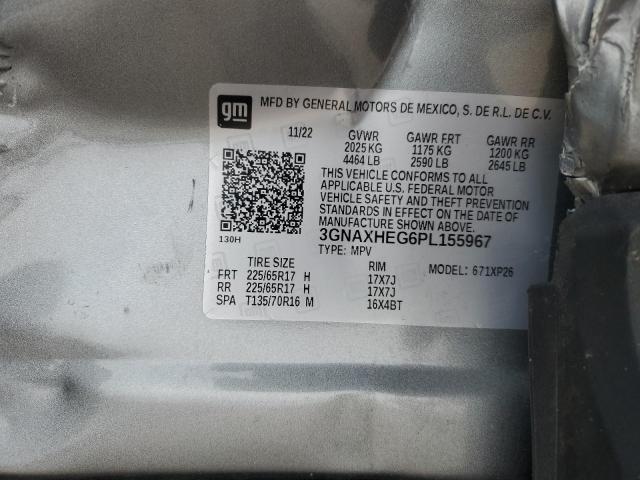 gm MFD BY GENERAL MOTORS DE MEXICO, S. DE R.L. DE C.V.
11/22 GVWR GAWR FRT GAWR RR
2025 KG 1175 KG 1200 KG
4464 LB 2590 LB 2645 LB
THIS VEHICLE CONFORMS TO ALL
APPLICABLE U.S. FEDERAL MOTOR
VEHICLE SAFETY AND THEFT PREVENTION
STANDARDS IN EFFECT ON THE DATE OF
MANUFACTURE SHOWN ABOVE.
130H 3GNAXHEG6PL155967
TYPE: MPV
TIRE SIZE RIM MODEL: 671XP26
FRT 225/65R17 H 17X7J
RR 225/65R17 H 17X7J
SPA T135/70R16 M 16X4BT